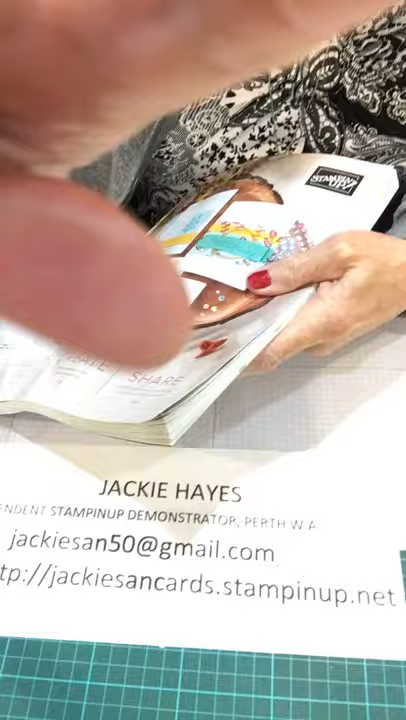 STAMPIN' UP!
SHARE
JACKIE HAYES
ENDENT STAMPINUP DEMONSTRATOR, PERTH W A
jackiesan50@gmail.com
tp://jackiesancards.stampinup.net